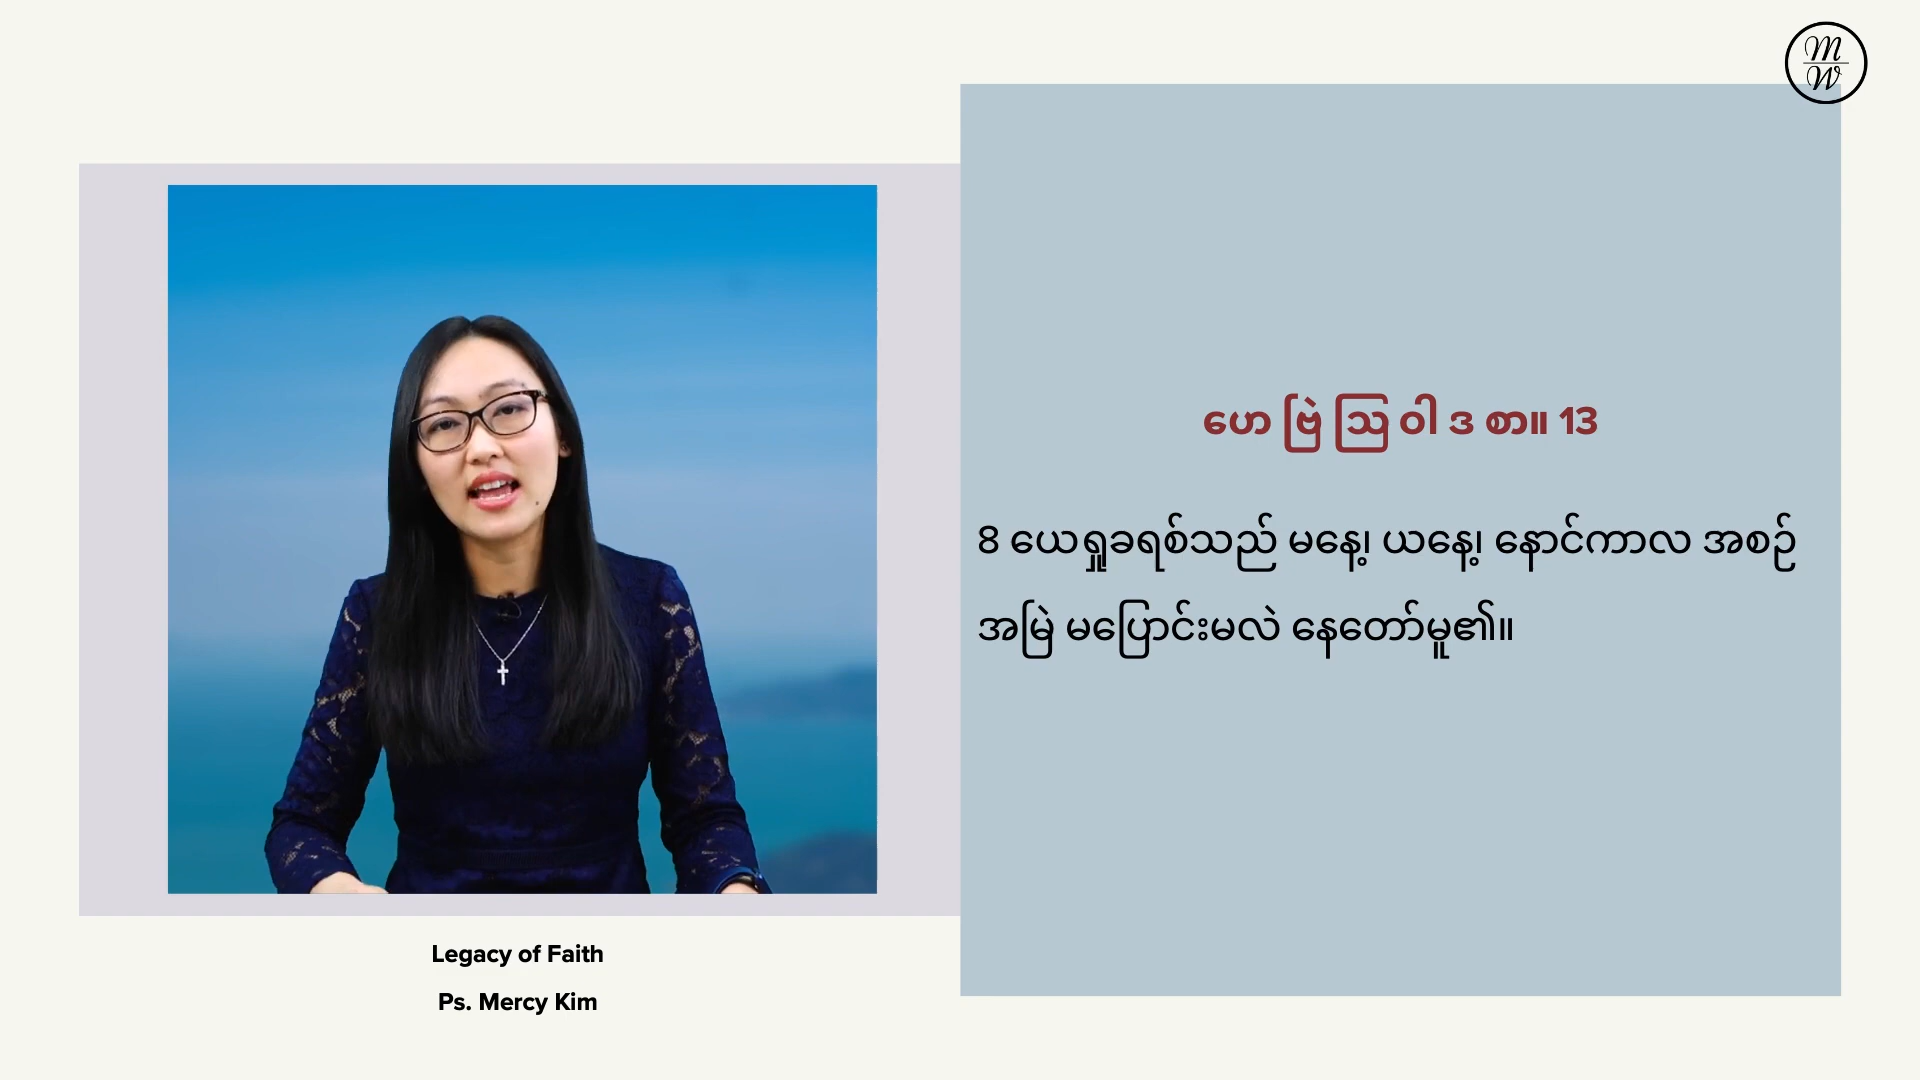 M
W
ဟေ ဗြဲ ဩ ဝါ ဒ စာ။ 13
8 ယေရှုခရစ်သည် မနေ့၊ ယနေ့၊ နောင်ကာလ အစဉ်
အမြဲ မပြောင်းမလဲ နေတော်မူ၏။
Legacy of Faith
Ps. Mercy Kim